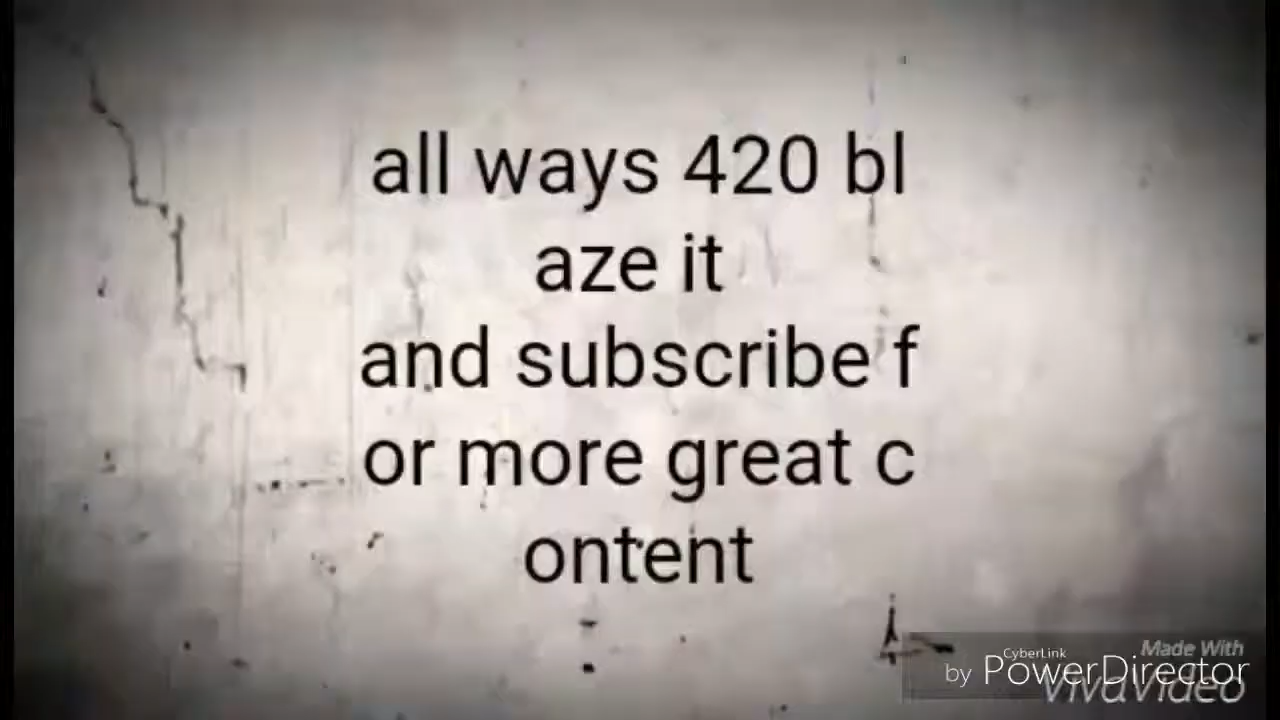 all ways 420 bl
aze it
and subscribe f
or more great c
ontent
Made With
CyberLink
by PowerDirector
VivaVideo